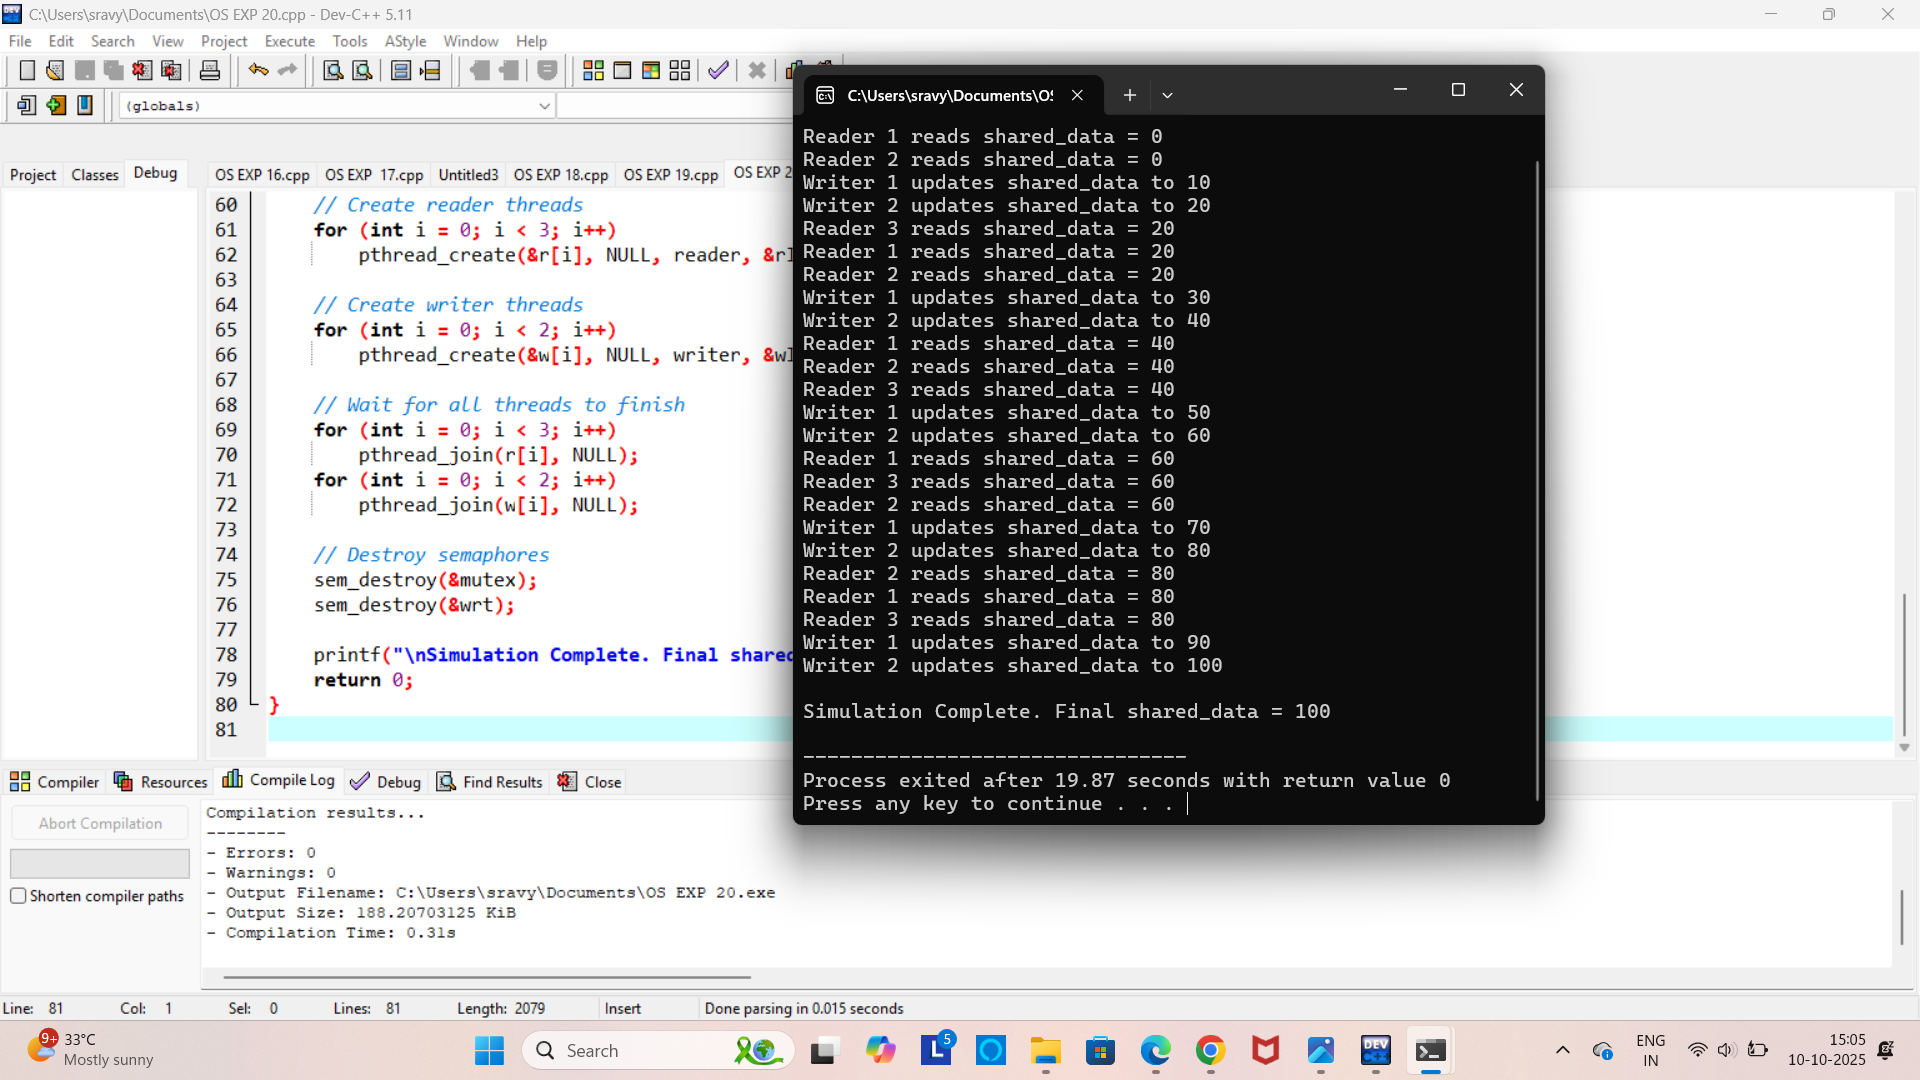 C:\Users\sravy\Documents\OS EXP 20.cpp - Dev-C++ 5.11
File Edit Search View Project Execute Tools AStyle Window Help
(globals)
Project Classes Debug
OS EXP 16.cpp OS EXP 17.cpp Untitled3 OS EXP 18.cpp OS EXP 19.cpp OS EXP 2
60 // Create reader threads
61 for (int i = 0; i < 3; i++)
62 pthread_create(&r[i], NULL, reader, &rI
63
64 // Create writer threads
65 for (int i = 0; i < 2; i++)
66 pthread_create(&w[i], NULL, writer, &wI
67
68 // Wait for all threads to finish
69 for (int i = 0; i < 3; i++)
70 pthread_join(r[i], NULL);
71 for (int i = 0; i < 2; i++)
72 pthread_join(w[i], NULL);
73
74 // Destroy semaphores
75 sem_destroy(&mutex);
76 sem_destroy(&wrt);
77
78 printf("\nSimulation Complete. Final shared
79 return 0;
80 }
81
C:\Users\sravy\Documents\OS
Reader 1 reads shared_data = 0
Reader 2 reads shared_data = 0
Writer 1 updates shared_data to 10
Writer 2 updates shared_data to 20
Reader 3 reads shared_data = 20
Reader 1 reads shared_data = 20
Reader 2 reads shared_data = 20
Writer 1 updates shared_data to 30
Writer 2 updates shared_data to 40
Reader 1 reads shared_data = 40
Reader 2 reads shared_data = 40
Reader 3 reads shared_data = 40
Writer 1 updates shared_data to 50
Writer 2 updates shared_data to 60
Reader 1 reads shared_data = 60
Reader 3 reads shared_data = 60
Reader 2 reads shared_data = 60
Writer 1 updates shared_data to 70
Writer 2 updates shared_data to 80
Reader 2 reads shared_data = 80
Reader 1 reads shared_data = 80
Reader 3 reads shared_data = 80
Writer 1 updates shared_data to 90
Writer 2 updates shared_data to 100
Simulation Complete. Final shared_data = 100
--------------------------------
Process exited after 19.87 seconds with return value 0
Press any key to continue . . .
Compiler Resources Compile Log Debug Find Results Close
Abort Compilation
Shorten compiler paths
Compilation results...
--------
- Errors: 0
- Warnings: 0
- Output Filename: C:\Users\sravy\Documents\OS EXP 20.exe
- Output Size: 188.20703125 KiB
- Compilation Time: 0.31s
Line: 81 Col: 1 Sel: 0 Lines: 81 Length: 2079 Insert Done parsing in 0.015 seconds
9+ 33°C
Mostly sunny
Search
L 5
DEV C++
ENG
IN
15:05
10-10-2025